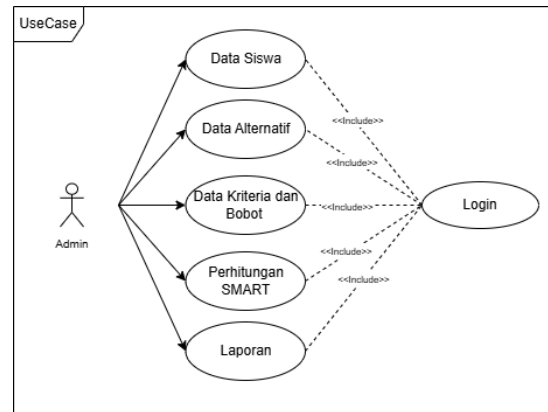 UseCase
Data Siswa
<<Include>>
Data Alternatif
<<Include>>
Data Kriteria dan
Bobot
<<Include>>
Login
Admin
<<Include>>
Perhitungan
SMART
<<Include>>
Laporan